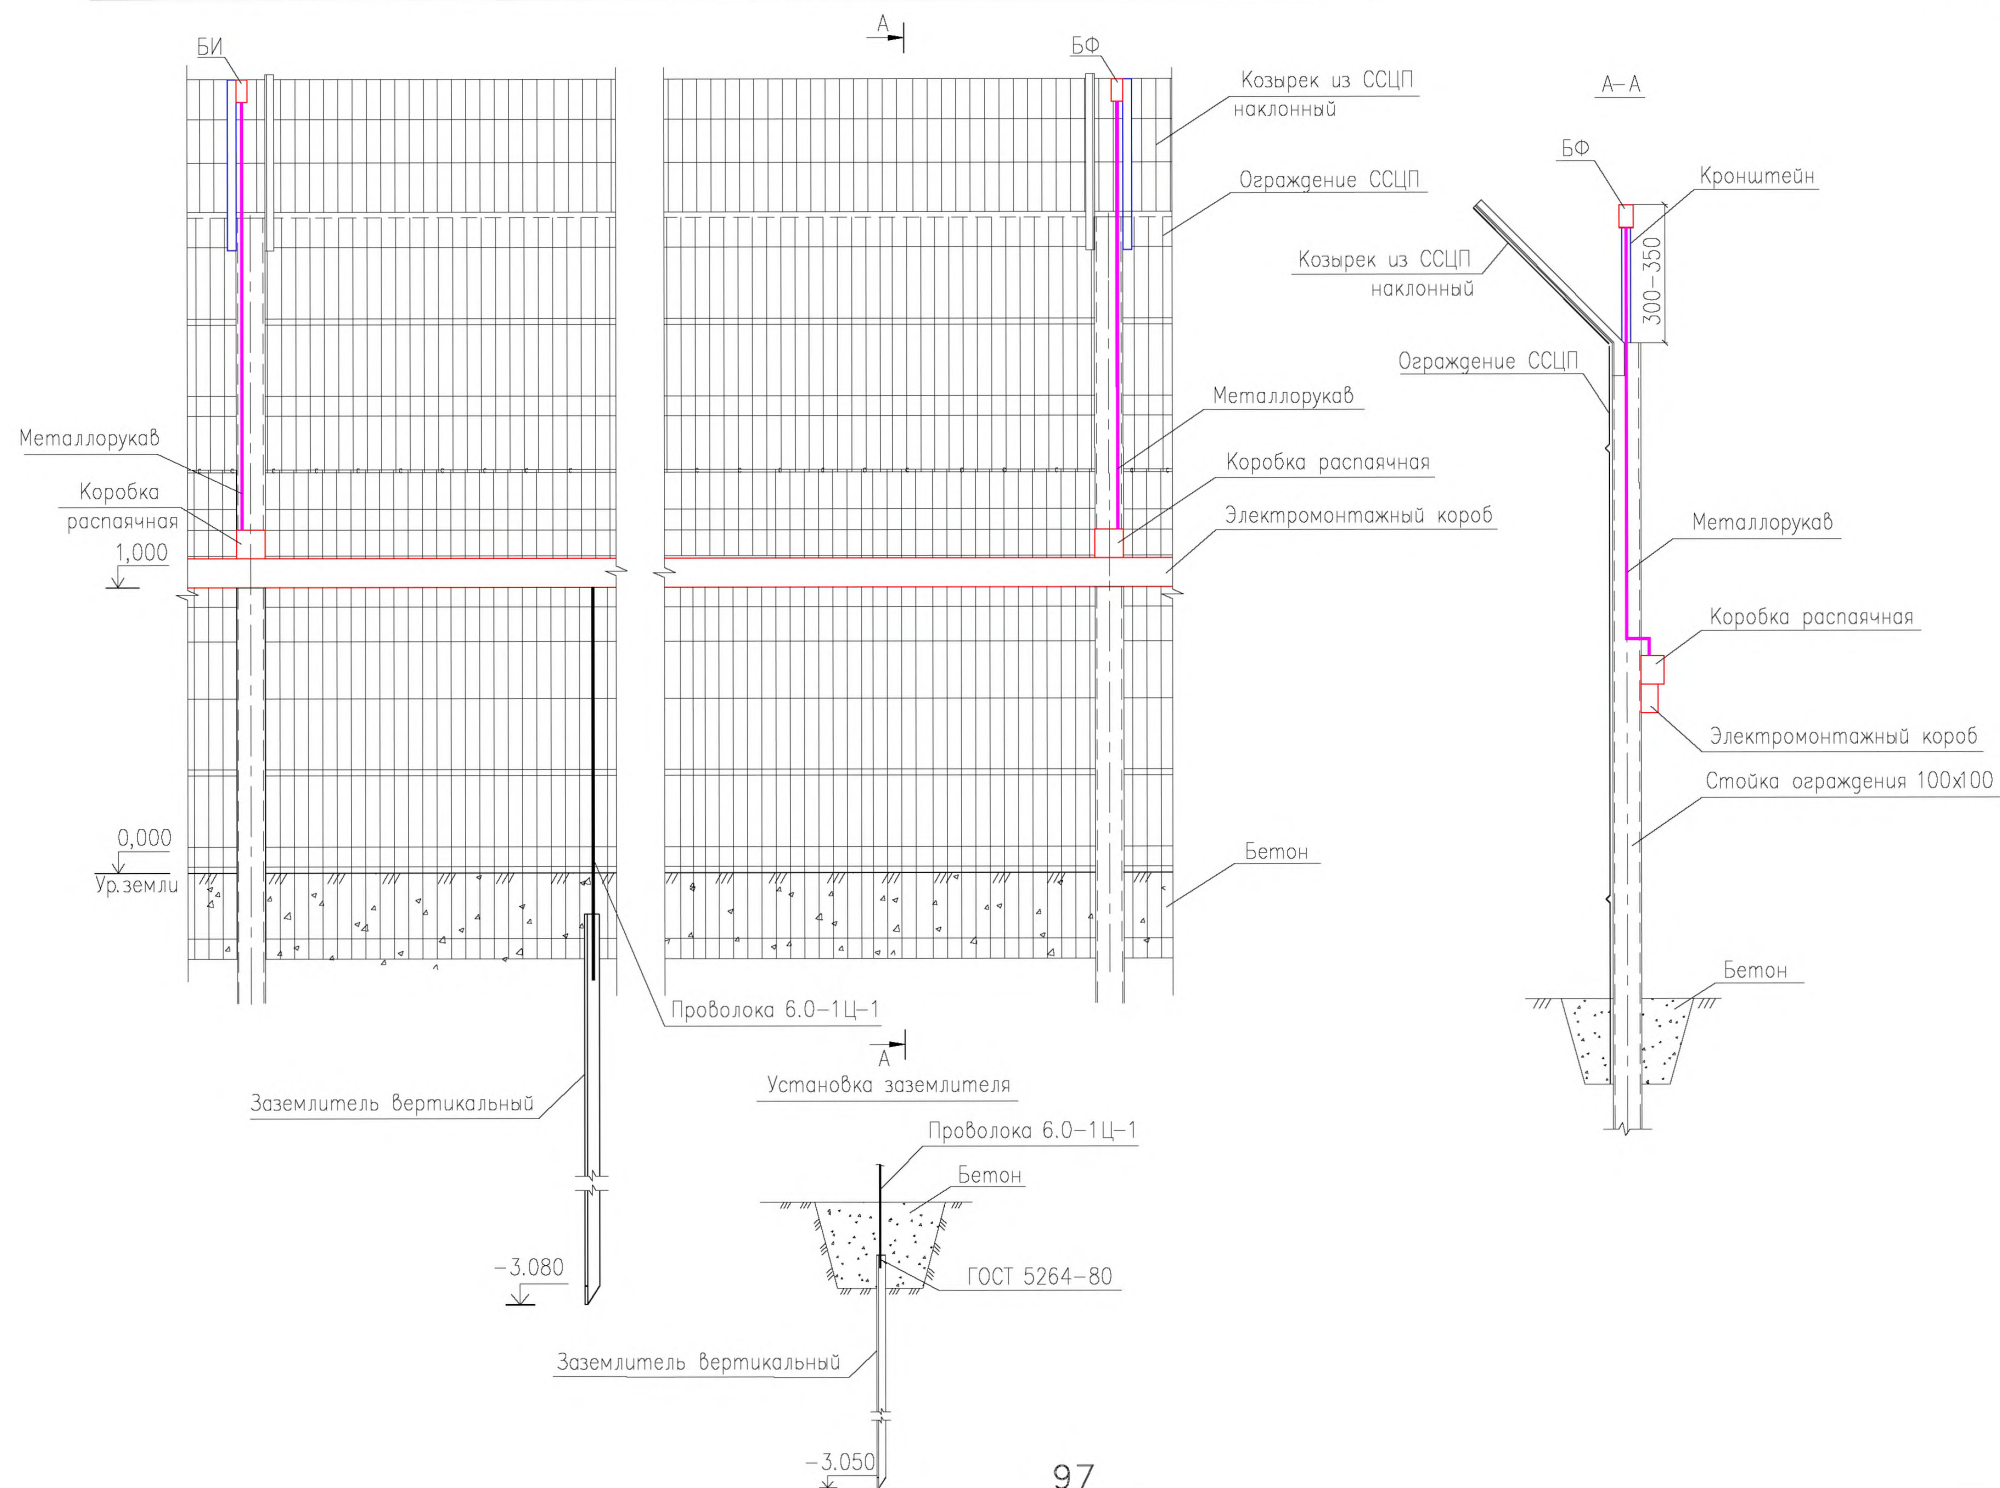 А
БИ
БФ
Козырек из ССЦП
наклонный
А-А
БФ
Кронштейн
Ограждение ССЦП
Козырек из ССЦП
наклонный
300-350
Ограждение ССЦП
Металлорукав
Металлорукав
Коробка распаячная
Коробка
распаячная
Электромонтажный короб
Металлорукав
1,000
Коробка распаячная
Электромонтажный короб
Стойка ограждения 100х100
0,000
Ур.земли
Бетон
Бетон
Проволока 6.0-1Ц-1
А
Установка заземлителя
Заземлитель вертикальный
Проволока 6.0-1Ц-1
Бетон
-3.080
ГОСТ 5264-80
Заземлитель вертикальный
-3.050
97